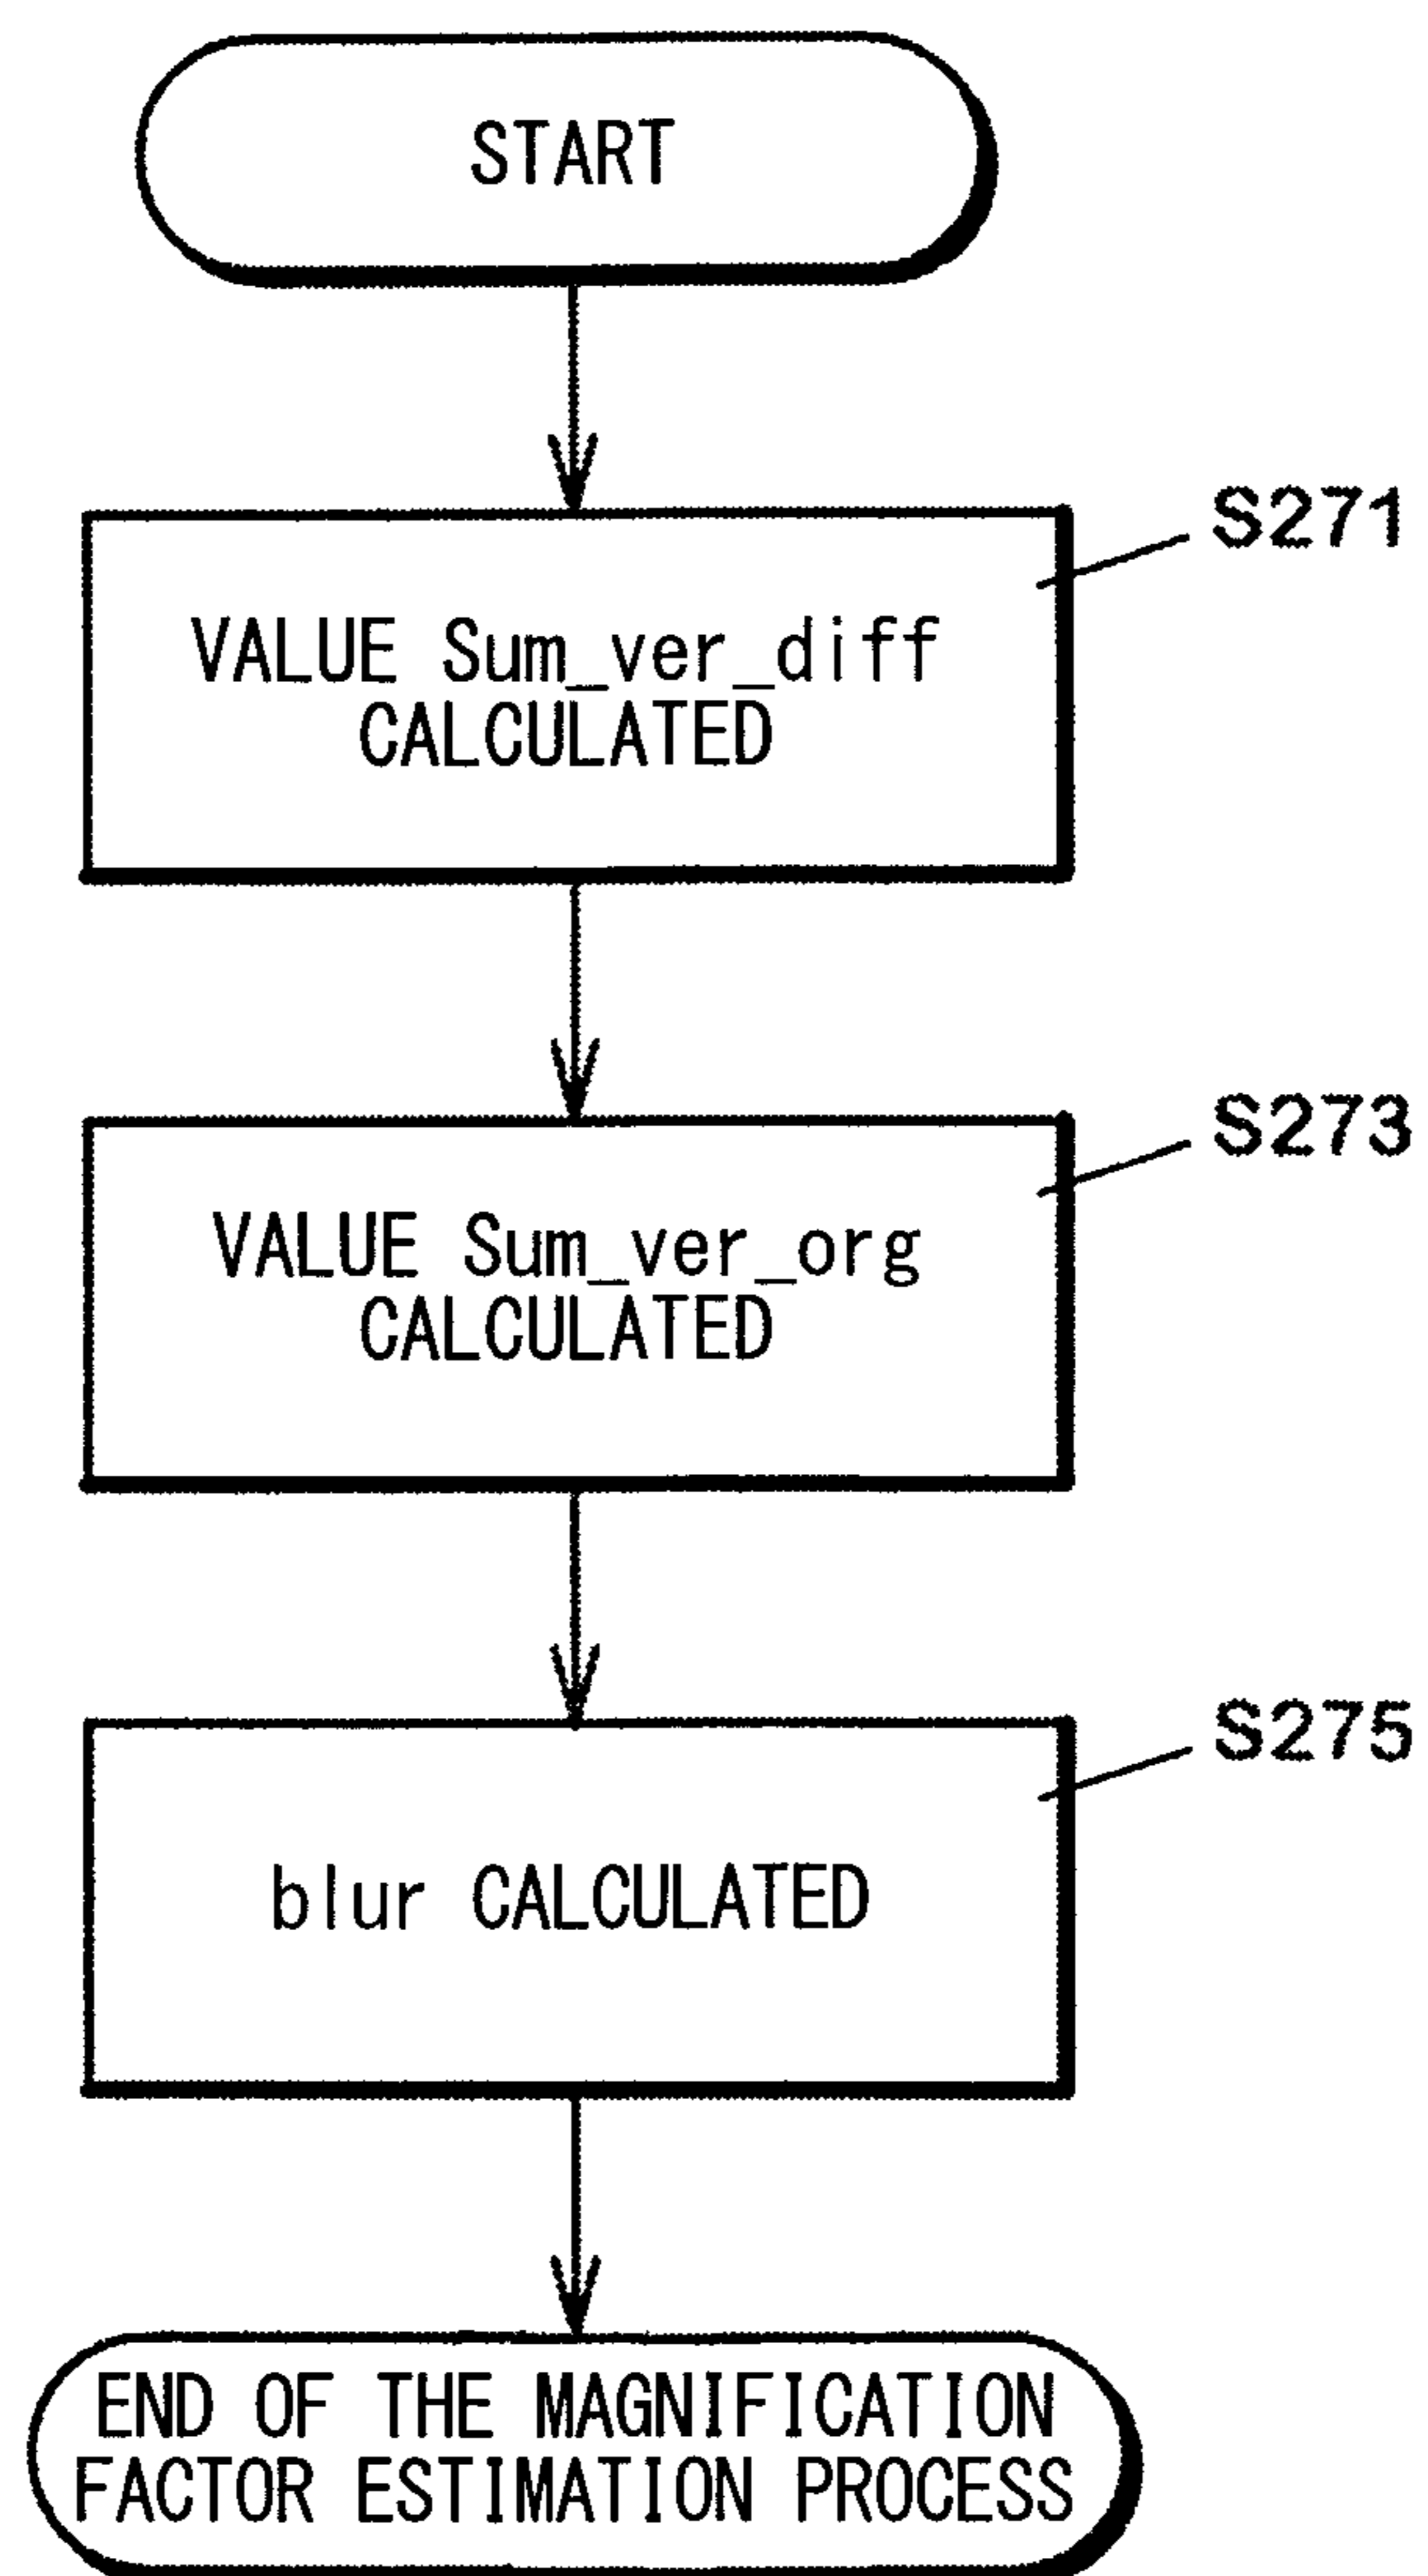 START
S271
VALUE Sum_ver_diff
CALCULATED
S273
VALUE Sum_ver_org
CALCULATED
S275
blur CALCULATED
END OF THE MAGNIFICATION
FACTOR ESTIMATION PROCESS